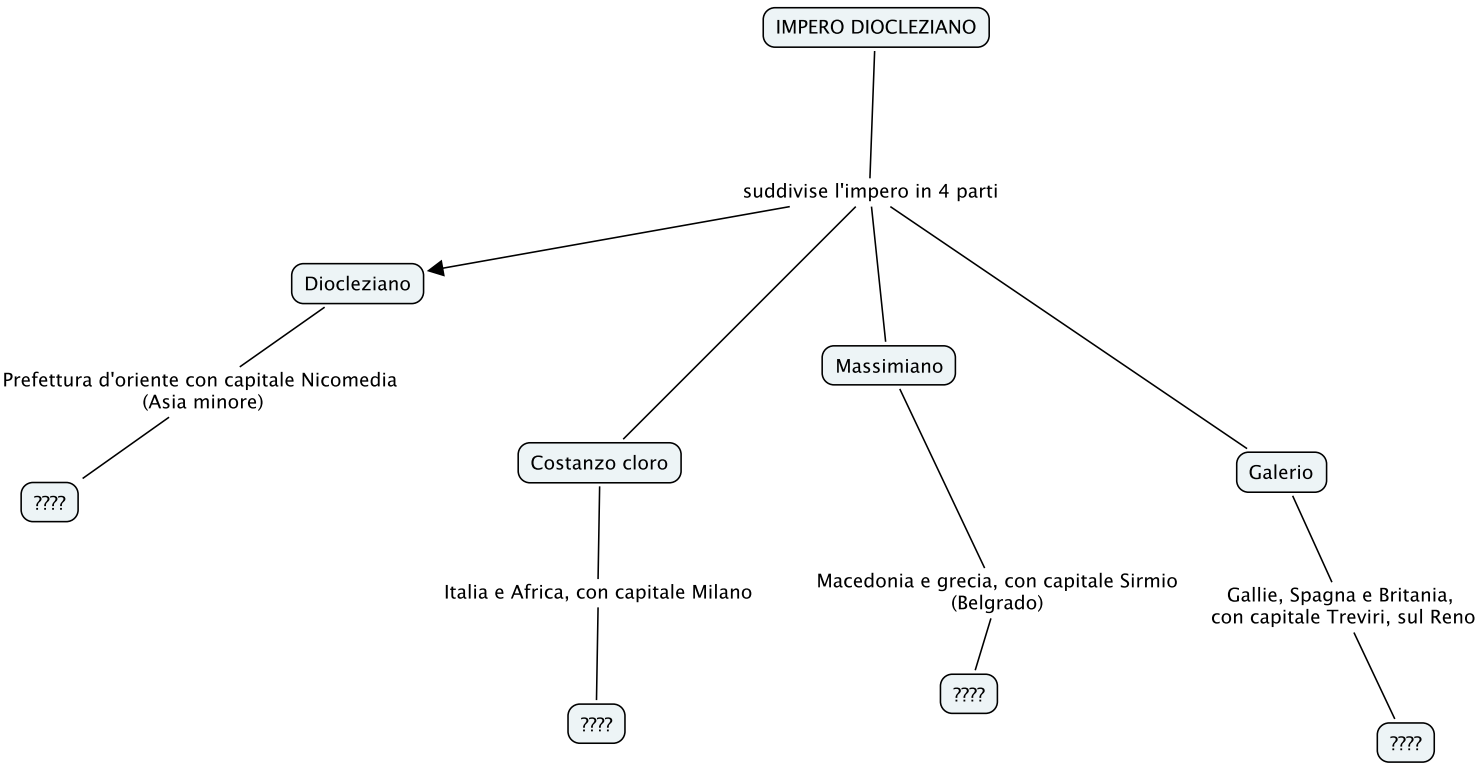 IMPERO DIOCLEZIANO
suddivise l'impero in 4 parti
Diocleziano
Prefettura d'oriente con capitale Nicomedia
(Asia minore)
????
Costanzo cloro
Italia e Africa, con capitale Milano
????
Massimiano
Macedonia e grecia, con capitale Sirmio
(Belgrado)
????
Galerio
Gallie, Spagna e Britania,
con capitale Treviri, sul Reno
????